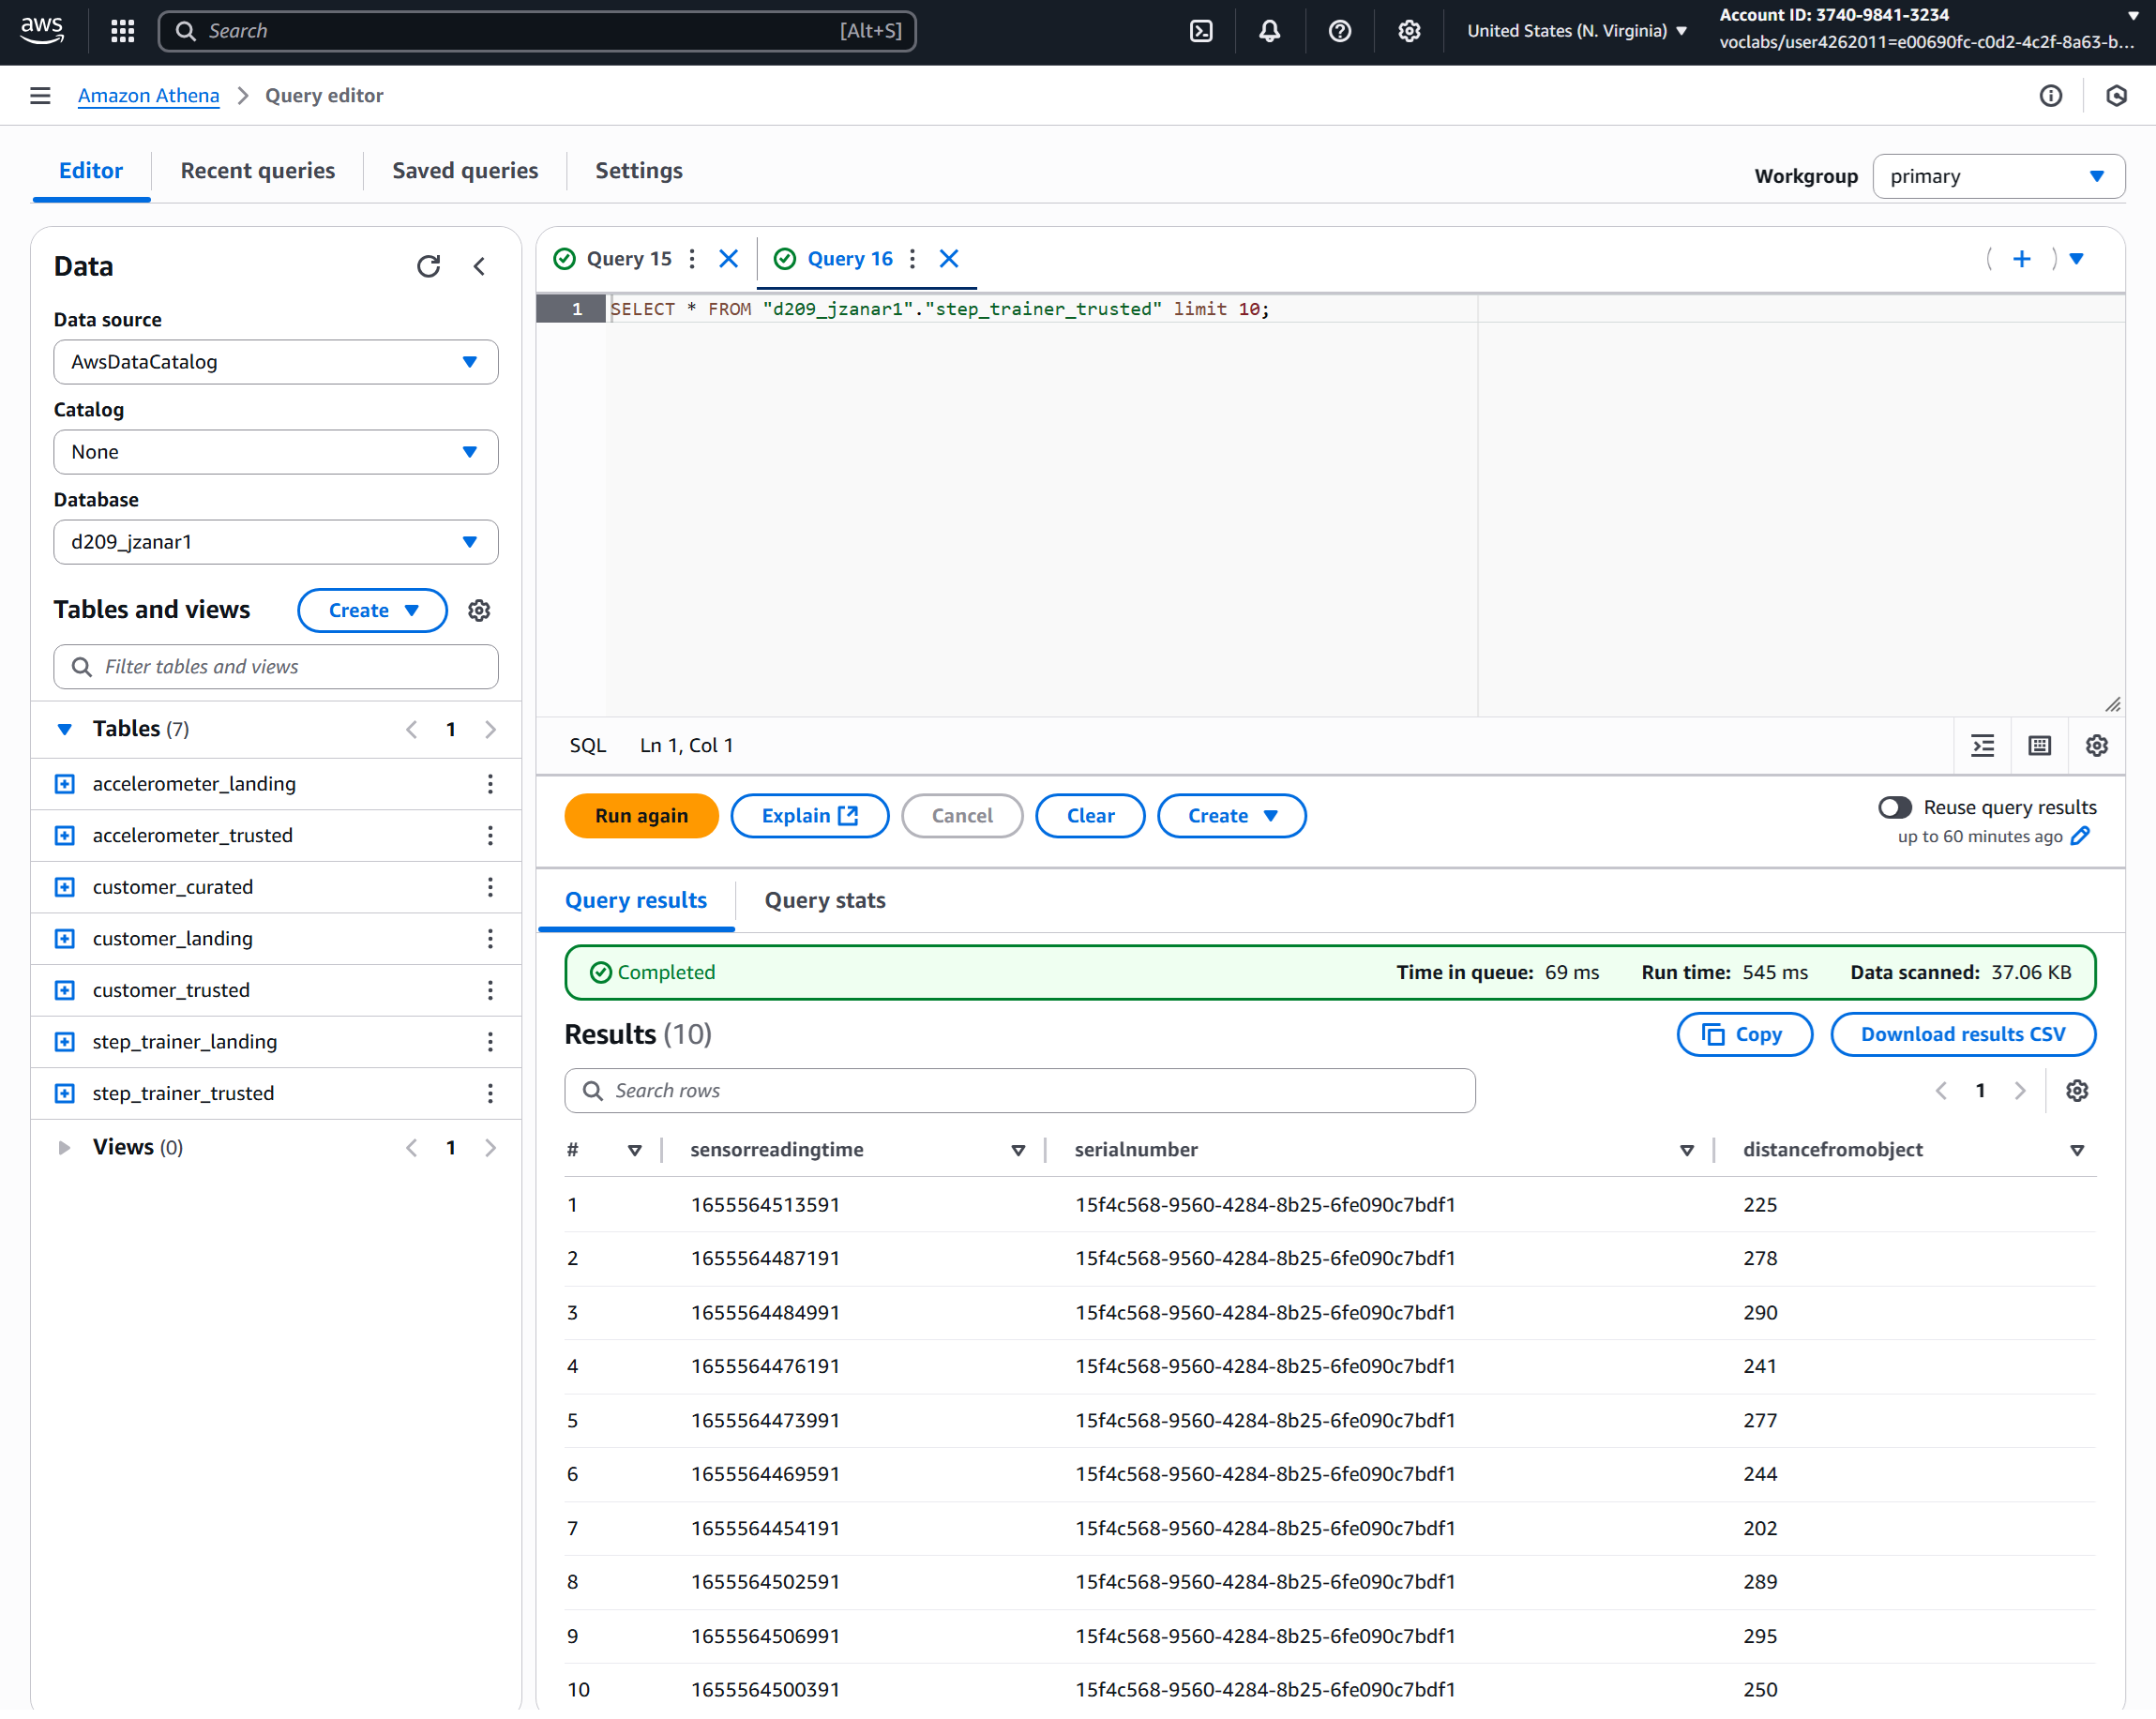 aws
Search [Alt+S]
United States (N. Virginia)
Account ID: 3740-9841-3234
voclabs/user4262011=e00690fc-c0d2-4c2f-8a63-b...
Amazon Athena > Query editor
Editor Recent queries Saved queries Settings
Workgroup primary
Data
Data source
AwsDataCatalog
Catalog
None
Database
d209_jzanar1
Tables and views Create
Filter tables and views
Tables (7) 1
accelerometer_landing
accelerometer_trusted
customer_curated
customer_landing
customer_trusted
step_trainer_landing
step_trainer_trusted
Views (0) 1
Query 15 Query 16
1 SELECT * FROM "d209_jzanar1"."step_trainer_trusted" limit 10;
SQL Ln 1, Col 1
Run again Explain Cancel Clear Create
Reuse query results
up to 60 minutes ago
Query results Query stats
Completed Time in queue: 69 ms Run time: 545 ms Data scanned: 37.06 KB
Results (10) Copy Download results CSV
Search rows 1
# sensorreadingtime serialnumber distancefromobject
1 1655564513591 15f4c568-9560-4284-8b25-6fe090c7bdf1 225
2 1655564487191 15f4c568-9560-4284-8b25-6fe090c7bdf1 278
3 1655564484991 15f4c568-9560-4284-8b25-6fe090c7bdf1 290
4 1655564476191 15f4c568-9560-4284-8b25-6fe090c7bdf1 241
5 1655564473991 15f4c568-9560-4284-8b25-6fe090c7bdf1 277
6 1655564469591 15f4c568-9560-4284-8b25-6fe090c7bdf1 244
7 1655564454191 15f4c568-9560-4284-8b25-6fe090c7bdf1 202
8 1655564502591 15f4c568-9560-4284-8b25-6fe090c7bdf1 289
9 1655564506991 15f4c568-9560-4284-8b25-6fe090c7bdf1 295
10 1655564500391 15f4c568-9560-4284-8b25-6fe090c7bdf1 250